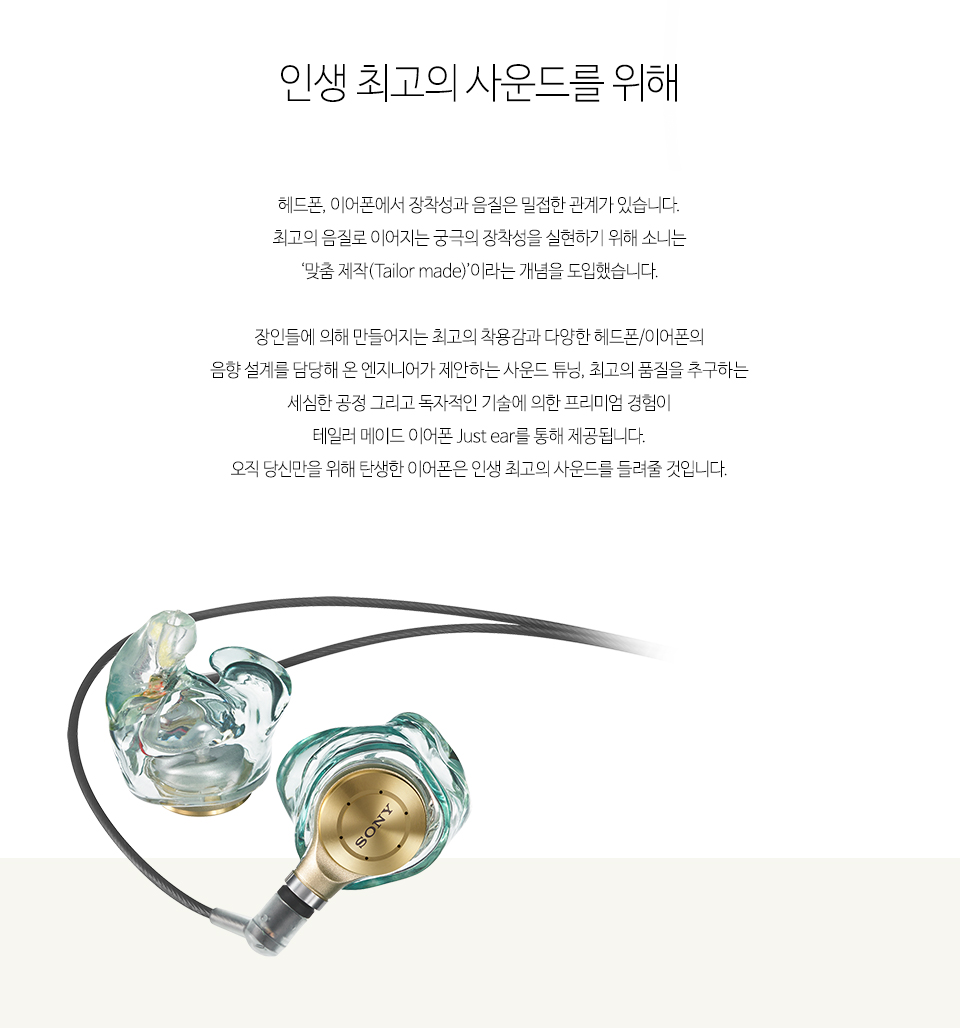 인생 최고의 사운드를 위해
헤드폰, 이어폰에서 장착성과 음질은 밀접한 관계가 있습니다.
최고의 음질로 이어지는 궁극의 장착성을 실현하기 위해 소니는
‘맞춤 제작(Tailor made)’이라는 개념을 도입했습니다.
장인들에 의해 만들어지는 최고의 착용감과 다양한 헤드폰/이어폰의
음향 설계를 담당해 온 엔지니어가 제안하는 사운드 튜닝, 최고의 품질을 추구하는
세심한 공정 그리고 독자적인 기술에 의한 프리미엄 경험이
테일러 메이드 이어폰 Just ear를 통해 제공됩니다.
오직 당신만을 위해 탄생한 이어폰은 인생 최고의 사운드를 들려줄 것입니다.
SONY